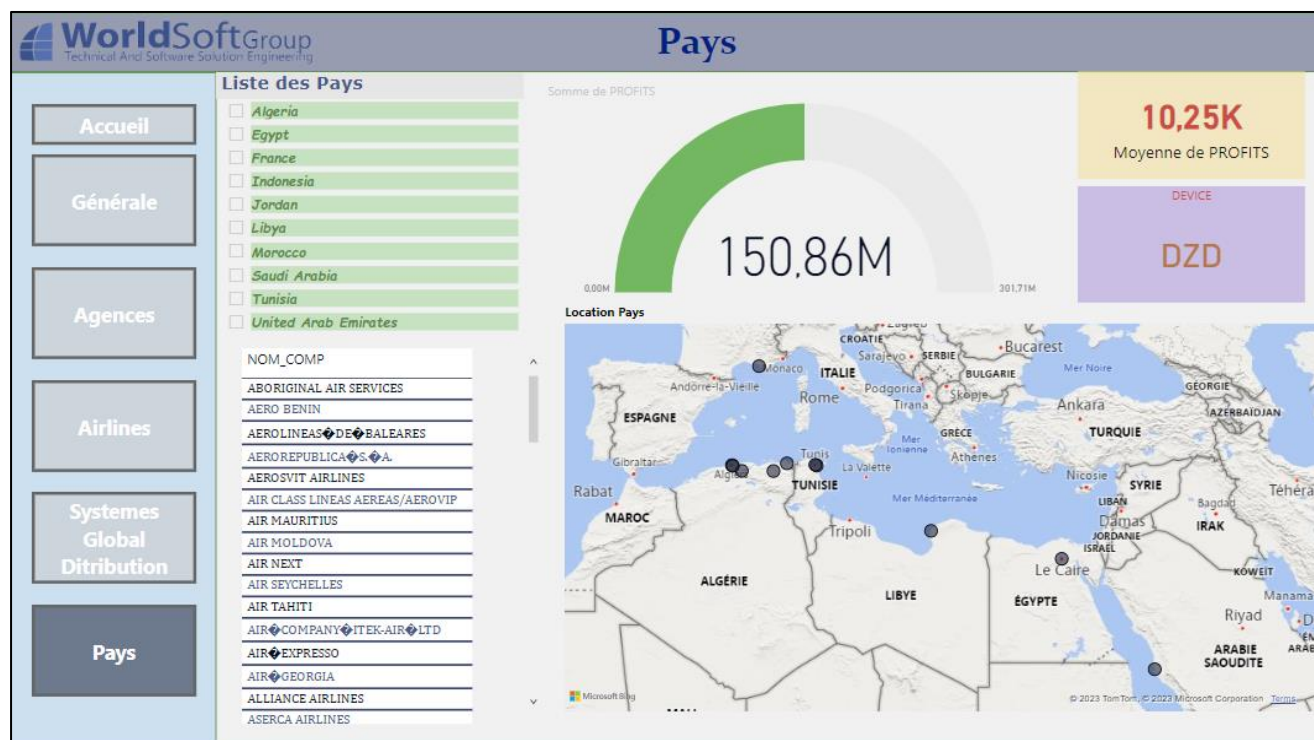 WorldSoftGroup
Technical And Software Solution Engineering
Pays
Accueil
Générale
Agences
Airlines
Systemes
Global
Ditribution
Pays
Liste des Pays
Algeria
Egypt
France
Indonesia
Jordan
Libya
Morocco
Saudi Arabia
Tunisia
United Arab Emirates
NOM_COMP
ABORIGINAL AIR SERVICES
AERO BENIN
AEROLINEAS�DE�BALEARES
AEROREPUBLICA�S.�A.
AEROSVIT AIRLINES
AIR CLASS LINEAS AEREAS/AEROVIP
AIR MAURITIUS
AIR MOLDOVA
AIR NEXT
AIR SEYCHELLES
AIR TAHITI
AIR�COMPANY�ITEK-AIR�LTD
AIR�EXPRESSO
AIR�GEORGIA
ALLIANCE AIRLINES
ASERCA AIRLINES
Somme de PROFITS
150,86M
0,00M
301,71M
10,25K
Moyenne de PROFITS
DEVICE
DZD
Location Pays
CROATIE
Sarajevo
SERBIE
Bucarest
Monaco
ITALIE
BULGARIE
Mer Noire
Andorre-la-Vieille
Rome
Podgorica
Skopje
Tirana
GÉORGIE
AZERBAÏDJAN
Ankara
ESPAGNE
TURQUIE
GRÈCE
Mer
Ionienne
Athènes
Gibraltar
Tunis
La Valette
Nicosie
SYRIE
Rabat
TUNISIE
Mer Méditerranée
LIBAN
Bagdad
MAROC
Damas
IRAK
Tripoli
JORDANIE
ISRAËL
Le Caire
KOWEÏT
ALGÉRIE
LIBYE
ÉGYPTE
Manama
Riyad
ARABIE
SAOUDITE
Microsoft Bing
© 2023 TomTom, © 2023 Microsoft Corporation Terms